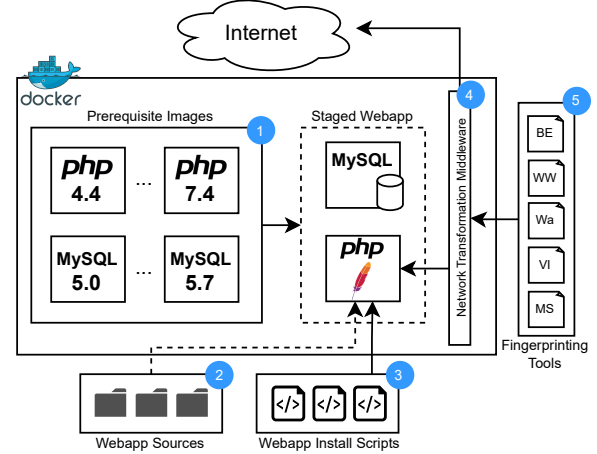 Internet
docker
Prerequisite Images
1
php
4.4
...
php
7.4
MySQL
5.0
...
MySQL
5.7
Staged Webapp
MySQL
php
4
Network Transformation Middleware
5
BE
WW
Wa
VI
MS
Fingerprinting
Tools
2
Webapp Sources
3
</>
</>
</>
Webapp Install Scripts